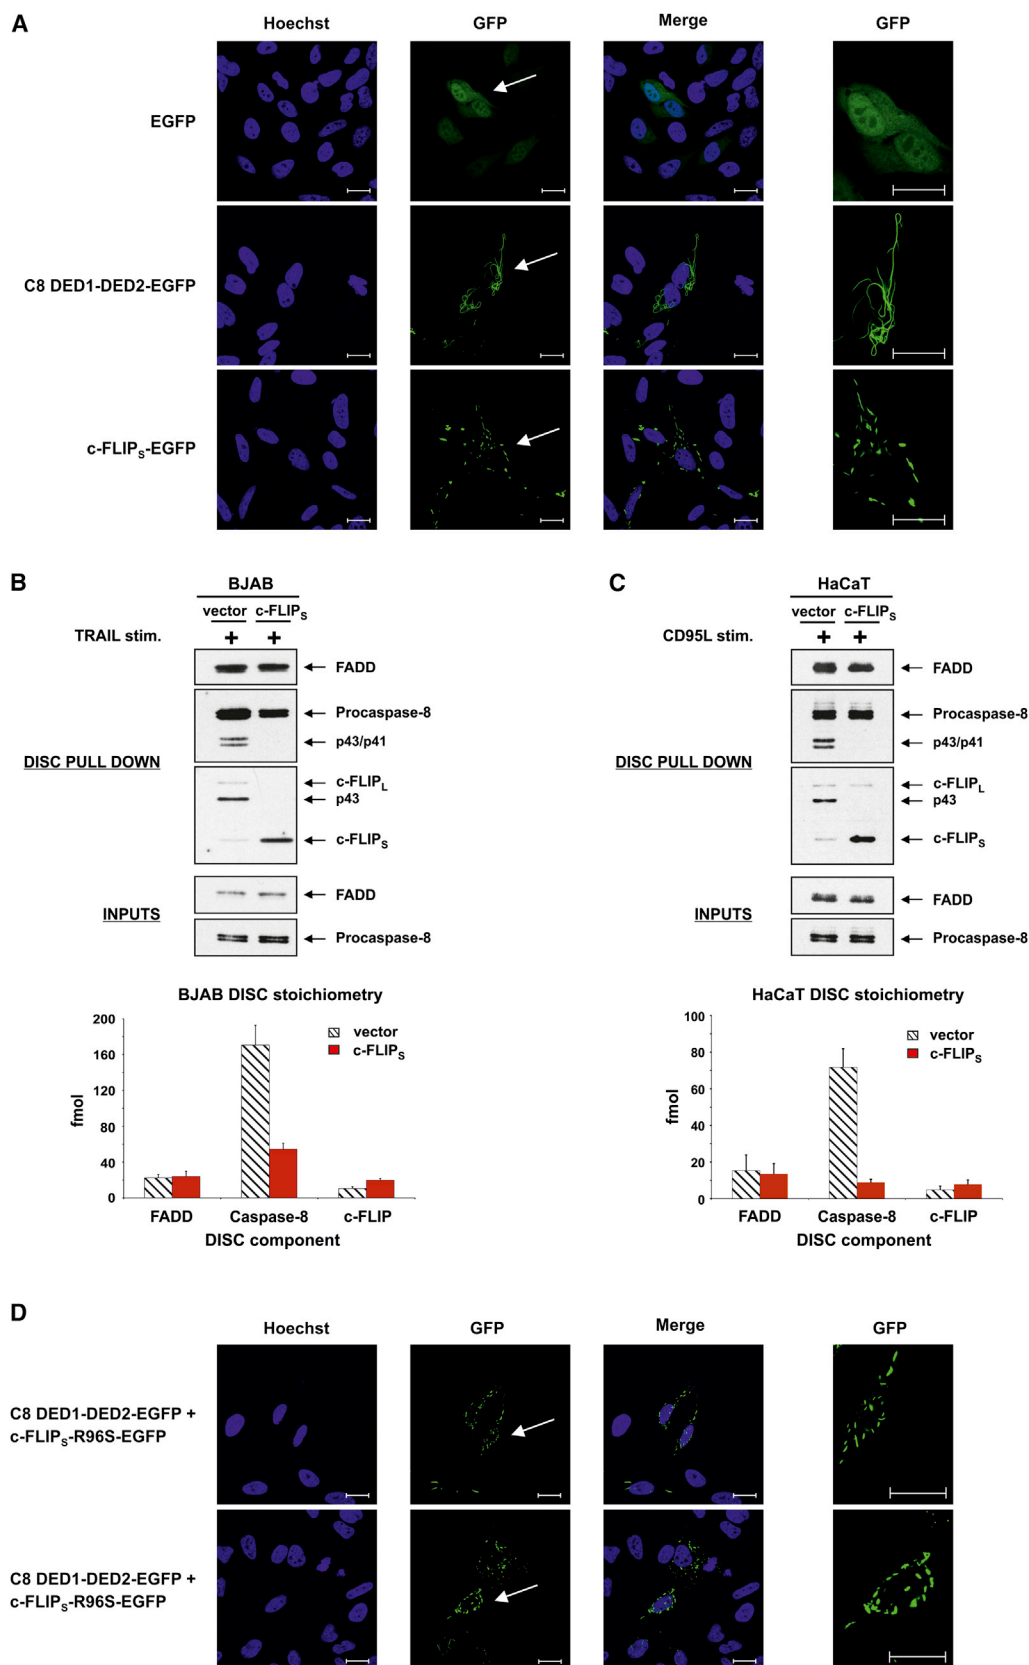 A
Hoechst GFP Merge GFP
EGFP
C8 DED1-DED2-EGFP
c-FLIPS-EGFP
B
BJAB
vector c-FLIPS
TRAIL stim. + +
FADD
Procaspase-8
p43/p41
DISC PULL DOWN
c-FLIPL
p43
c-FLIPS
FADD
INPUTS
Procaspase-8
BJAB DISC stoichiometry
200
160
120
80
40
0
fmol
vector
c-FLIPS
FADD Caspase-8 c-FLIP
DISC component
C
HaCaT
vector c-FLIPS
CD95L stim. + +
FADD
Procaspase-8
p43/p41
DISC PULL DOWN
c-FLIPL
p43
c-FLIPS
FADD
INPUTS
Procaspase-8
HaCaT DISC stoichiometry
100
80
60
40
20
0
fmol
vector
c-FLIPS
FADD Caspase-8 c-FLIP
DISC component
D
Hoechst GFP Merge GFP
C8 DED1-DED2-EGFP +
c-FLIPS-R96S-EGFP
C8 DED1-DED2-EGFP +
c-FLIPS-R96S-EGFP